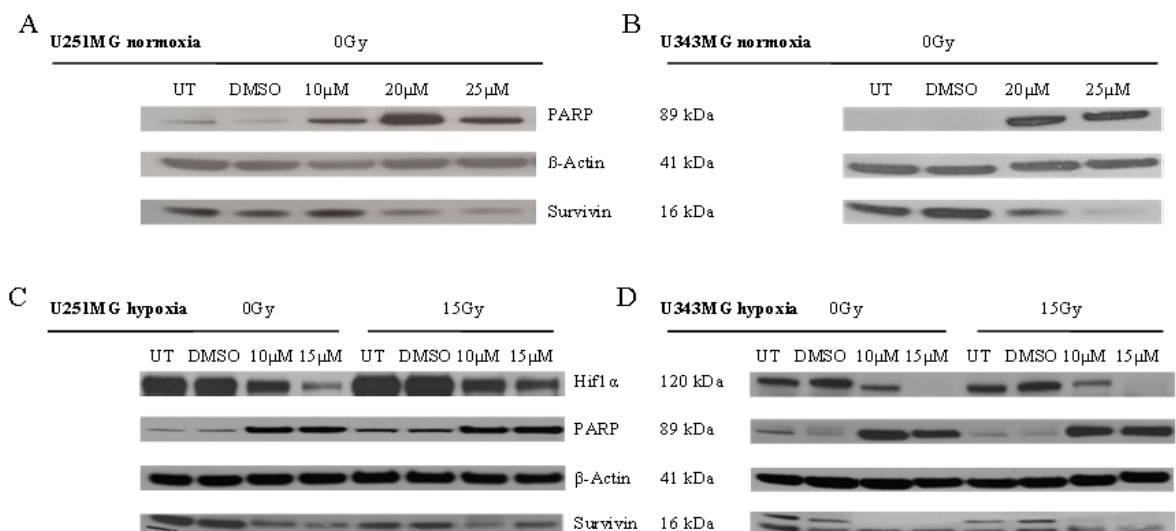 A
U251MG normoxia 0Gy
UT DMSO 10µM 20µM 25µM
PARP
ß-Actin
Survivin
89 kDa
41 kDa
16 kDa
B
U343MG normoxia 0Gy
UT DMSO 20µM 25µM
C
U251MG hypoxia 0Gy 15Gy
UT DMSO 10µM 15µM UT DMSO 10µM 15µM
Hif1α
PARP
β-Actin
Survivin
120 kDa
89 kDa
41 kDa
16 kDa
D
U343MG hypoxia 0Gy 15Gy
UT DMSO 10µM 15µM UT DMSO 10µM 15µM